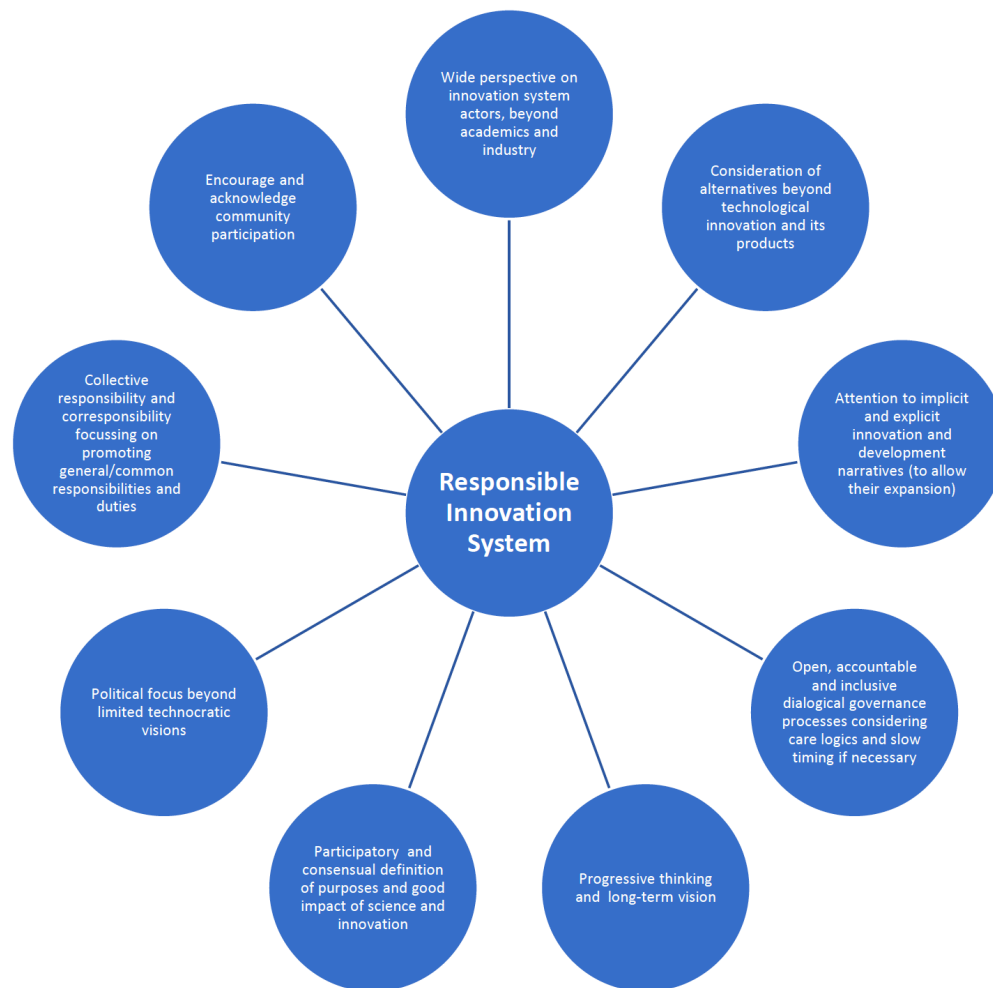 Wide perspective on
innovation system
actors, beyond
academics and
industry
Consideration of
alternatives beyond
technological
innovation and its
products
Attention to implicit
and explicit
innovation and
development
narratives (to allow
their expansion)
Open, accountable
and inclusive
dialogical governance
processes considering
care logics and slow
timing if necessary
Progressive thinking
and long-term vision
Participatory and
consensual definition
of purposes and good
impact of science and
innovation
Political focus beyond
limited technocratic
visions
Collective
responsibility and
corresponsibility
focussing on
promoting
general/common
responsibilities and
duties
Encourage and
acknowledge
community
participation
Responsible
Innovation
System